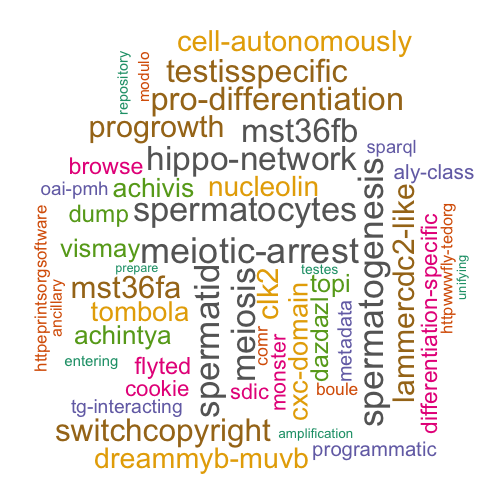 cell-autonomously
repository
modulo
testisspecific
pro-differentiation
progrowth
mst36fb
sparql
browse
hippo-network
aly-class
oai-pmh
achivis
nucleolin
dump
spermatocytes
spermatogenesis
lammercdc2-like
httpeprintsorgsoftware
ancillary
vismay
meiotic-arrest
differentiation-specific
httpwwwfly-tedorg
unifying
prepare
testes
mst36fa
spermatid
meiosis
clk2
topi
tombola
cxc-domain
dazdazl
metadata
achintya
comr
monster
entering
flyted
cookie
sdic
boule
tg-interacting
switchcopyright
amplification
programmatic
dreammyb-muvb